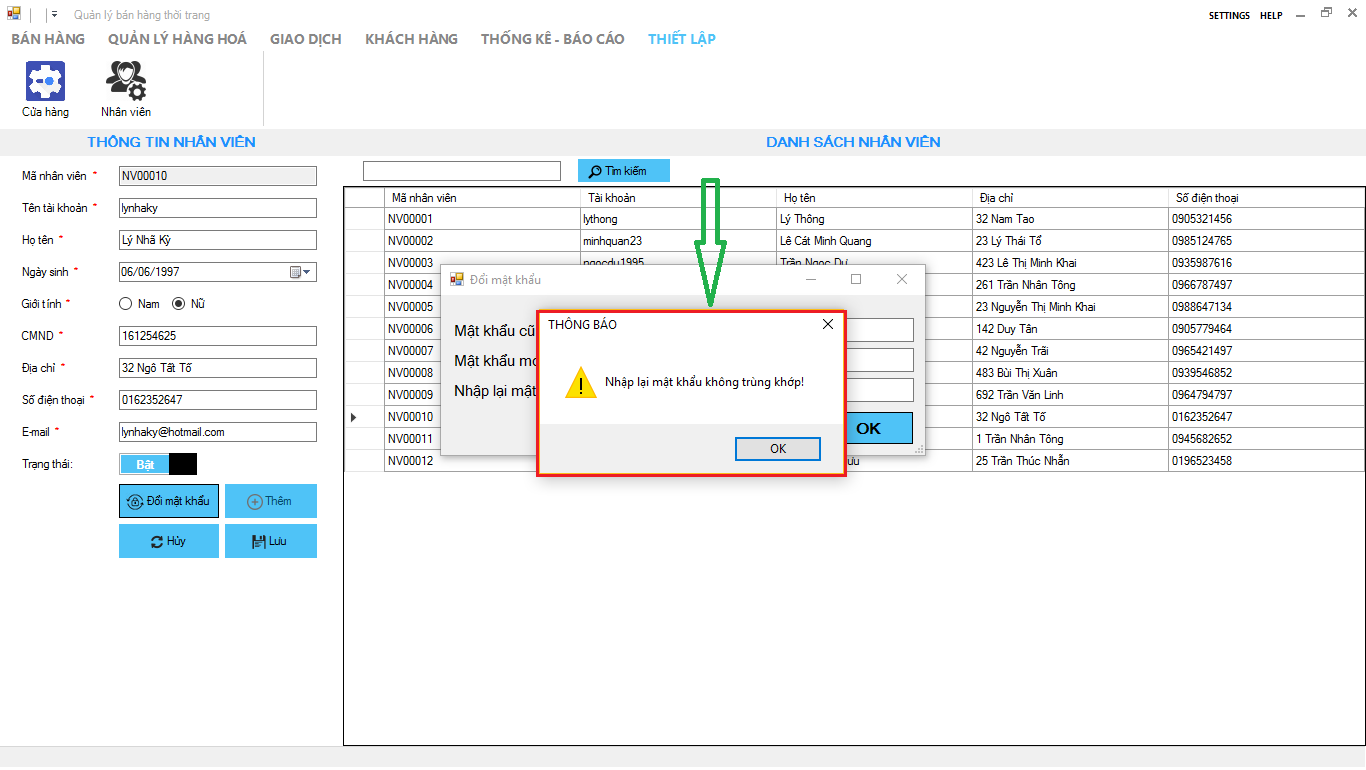 Quản lý bán hàng thời trang
SETTINGS HELP
BÁN HÀNG QUẢN LÝ HÀNG HOÁ GIAO DỊCH KHÁCH HÀNG THỐNG KÊ - BÁO CÁO THIẾT LẬP
Cửa hàng Nhân viên
THÔNG TIN NHÂN VIÊN
Mã nhân viên * NV00010
Tên tài khoản * lynhaky
Họ tên * Lý Nhã Kỳ
Ngày sinh * 06/06/1997
Giới tính * Nam Nữ
CMND * 161254625
Địa chỉ * 32 Ngô Tất Tố
Số điện thoại * 0162352647
E-mail * lynhaky@hotmail.com
Trạng thái: Bật
Đổi mật khẩu Thêm
Hủy Lưu
DANH SÁCH NHÂN VIÊN
Tìm kiếm
Mã nhân viên Tài khoản Họ tên Địa chỉ Số điện thoại
NV00001 lythong Lý Thông 32 Nam Tao 0905321456
NV00002 minhquan23 Lê Cát Minh Quang 23 Lý Thái Tổ 0985124765
NV00003 ngocdu1995 Trần Ngọc Dư 423 Lê Thị Minh Khai 0935987616
NV00004 261 Trần Nhân Tông 0966787497
NV00005 23 Nguyễn Thị Minh Khai 0988647134
NV00006 142 Duy Tân 0905779464
NV00007 42 Nguyễn Trãi 0965421497
NV00008 483 Bùi Thị Xuân 0939546852
NV00009 692 Trần Văn Linh 0964794797
NV00010 32 Ngô Tất Tố 0162352647
NV00011 1 Trần Nhân Tông 0945682652
NV00012 25 Trần Thúc Nhẫn 0196523458
Đổi mật khẩu
Mật khẩu cũ
Mật khẩu
Nhập lại mật
OK
THÔNG BÁO
Nhập lại mật khẩu không trùng khớp!
OK